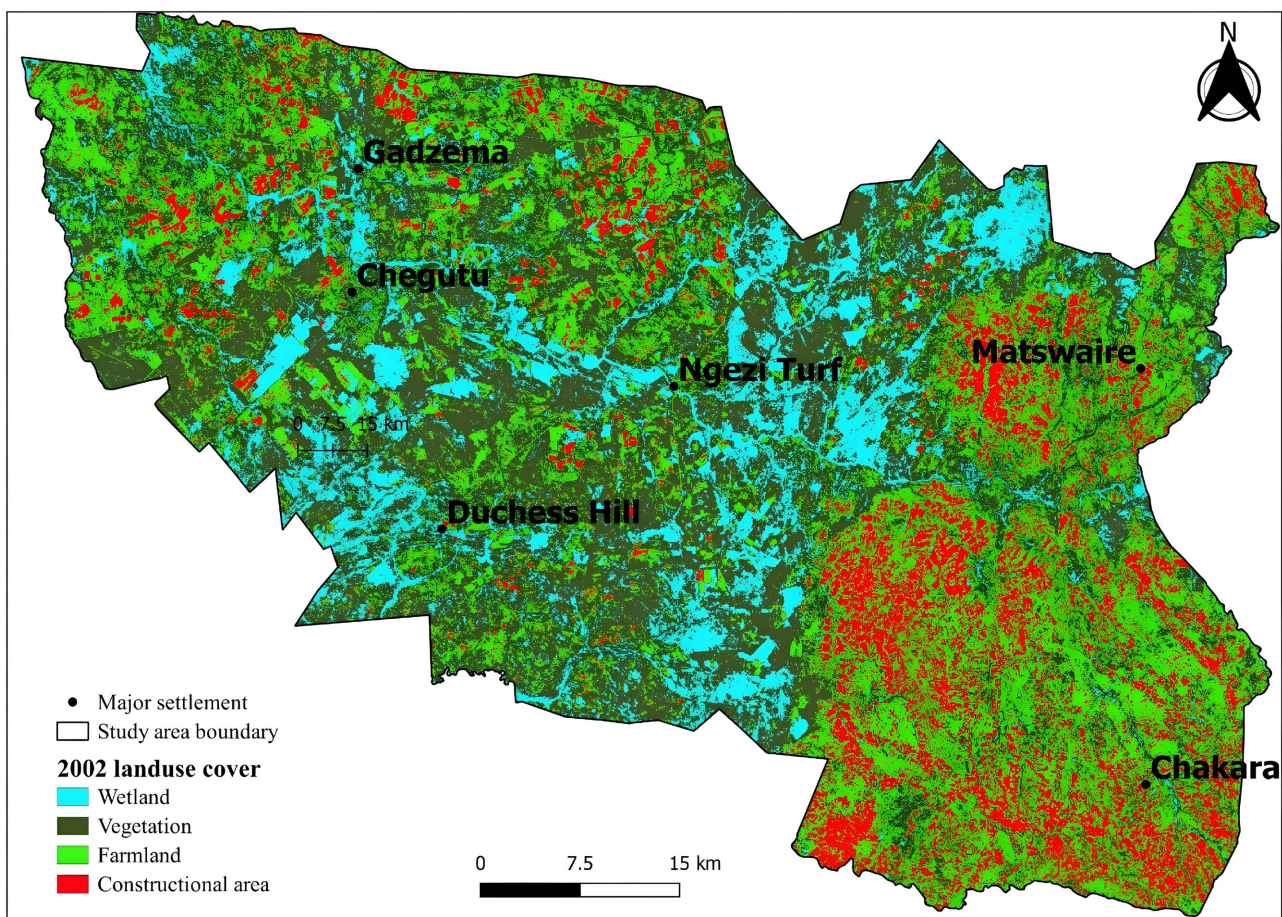 N
Gadzema
Chegutu
Ngezi Turf
Matswaire
0 7.5 15 km
Duchess Hill
Chakara
Major settlement
Study area boundary
2002 landuse cover
Wetland
Vegetation
Farmland
Constructional area
0 7.5 15 km